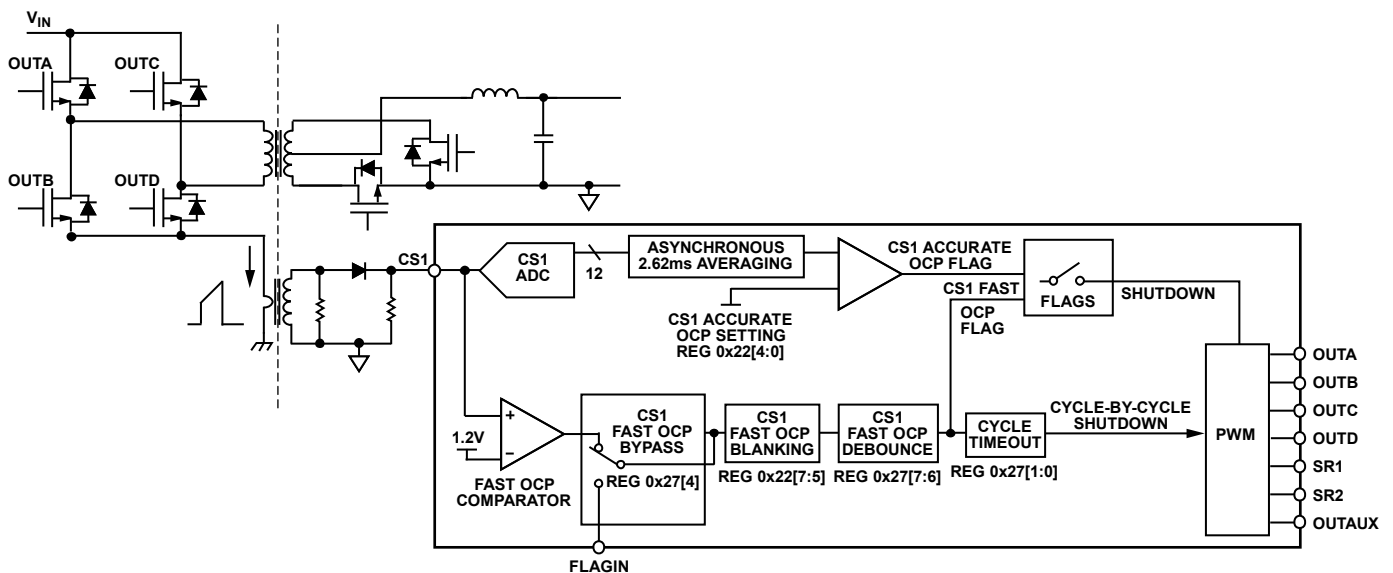 VIN
OUTA
OUTC
OUTB
OUTD
CS1
CS1
ADC
12
ASYNCHRONOUS
2.62ms AVERAGING
CS1 ACCURATE
OCP SETTING
REG 0x22[4:0]
CS1 ACCURATE
OCP FLAG
CS1 FAST
OCP
FLAG
FLAGS
SHUTDOWN
1.2V
+
–
FAST OCP
COMPARATOR
CS1
FAST OCP
BYPASS
REG 0x27[4]
FLAGIN
CS1
FAST OCP
BLANKING
REG 0x22[7:5]
CS1
FAST OCP
DEBOUNCE
REG 0x27[7:6]
CYCLE
TIMEOUT
REG 0x27[1:0]
CYCLE-BY-CYCLE
SHUTDOWN
PWM
OUTA
OUTB
OUTC
OUTD
SR1
SR2
OUTAUX